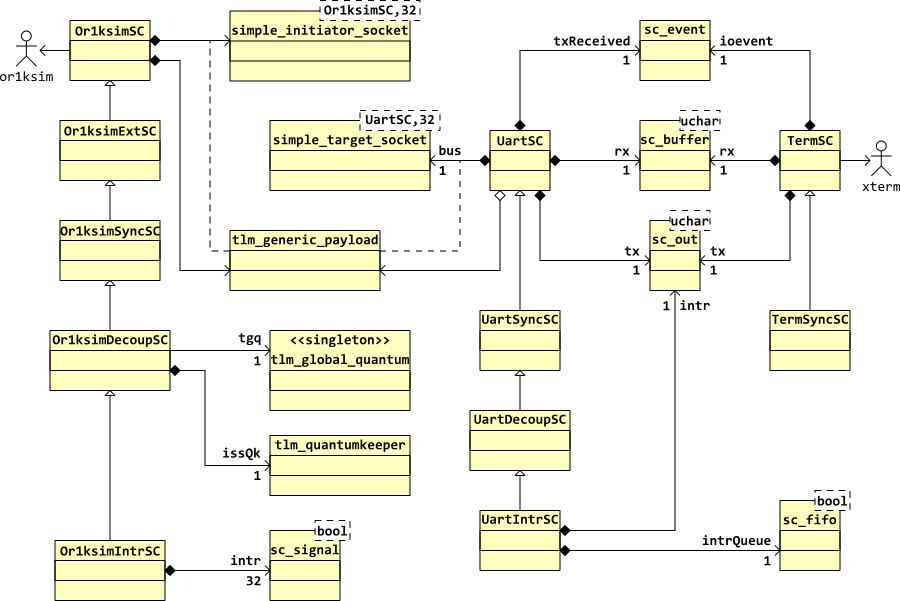 Or1ksimSC,32
Or1ksimSC
simple_initiator_socket
or1ksim
txReceived
1
sc_event
ioevent
1
Or1ksimExtSC
UartSC,32
simple_target_socket
bus
1
UartSC
rx
1
uchar
sc_buffer
rx
1
TermSC
xterm
Or1ksimSyncSC
tlm_generic_payload
tx
1
uchar
sc_out
tx
1
1 intr
Or1ksimDecoupSC
tgq
1
<<singleton>>
tlm_global_quantum
UartSyncSC
TermSyncSC
issQk
1
tlm_quantumkeeper
UartDecoupSC
Or1ksimIntrSC
intr
32
bool
sc_signal
UartIntrSC
intrQueue
1
bool
sc_fifo